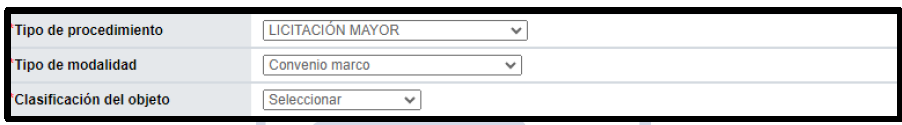 *Tipo de procedimiento LICITACIÓN MAYOR
*Tipo de modalidad Convenio marco
*Clasificación del objeto Seleccionar